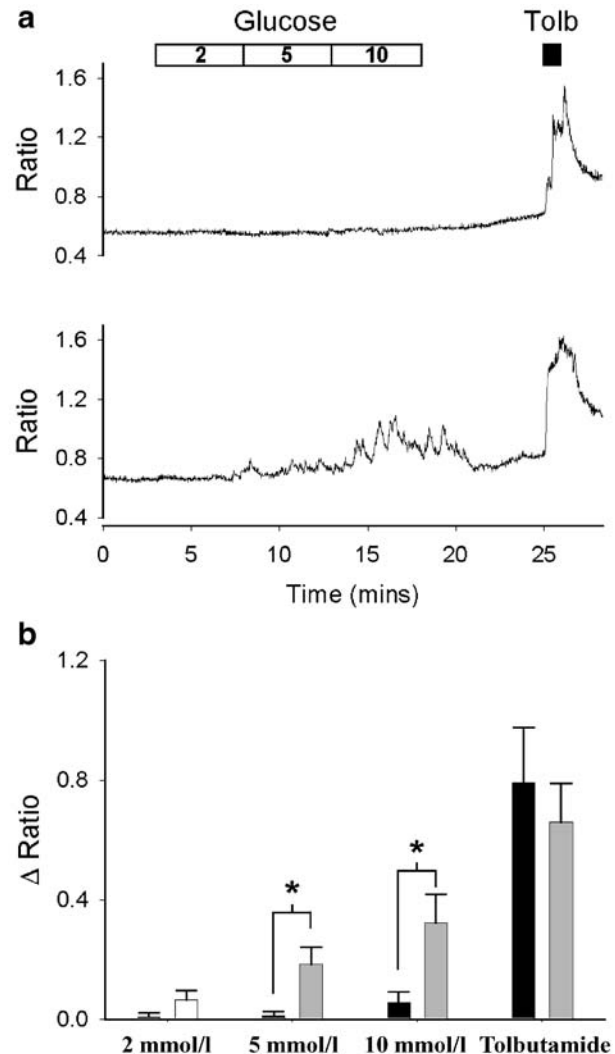 a
Glucose
Tolb
2 5 10
1.6
1.2
0.8
0.4
Ratio
1.6
1.2
0.8
0.4
Ratio
0 5 10 15 20 25
Time (mins)
b
1.2
0.8
0.4
0.0
Δ Ratio
*
*
2 mmol/l 5 mmol/l 10 mmol/l Tolbutamide